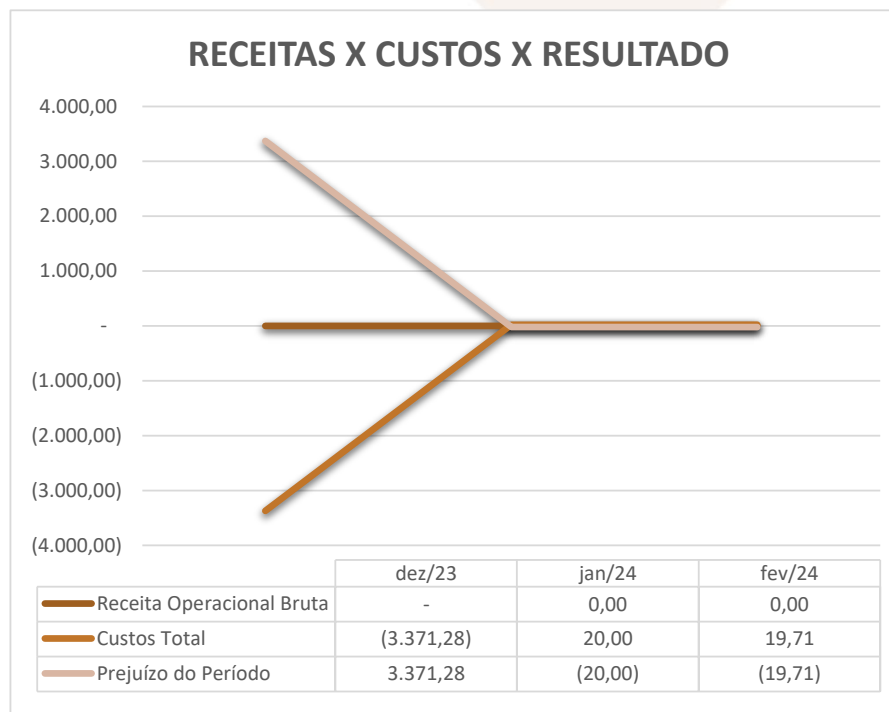 RECEITAS X CUSTOS X RESULTADO
4.000,00
3.000,00
2.000,00
1.000,00
-
(1.000,00)
(2.000,00)
(3.000,00)
(4.000,00)
dez/23 jan/24 fev/24
Receita Operacional Bruta - 0,00 0,00
Custos Total (3.371,28) 20,00 19,71
Prejuízo do Período 3.371,28 (20,00) (19,71)